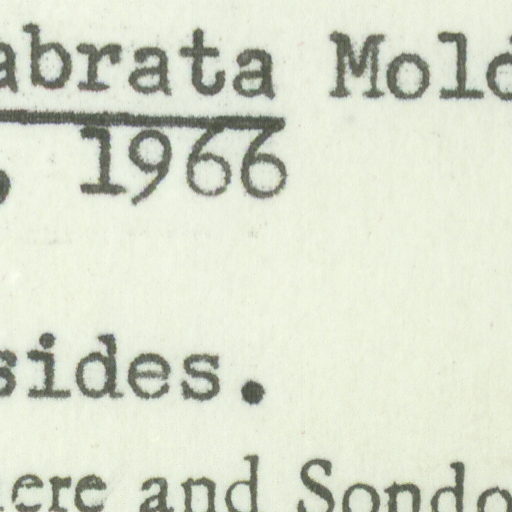 abrata Mold
, 1966
sides.
ere and Sondo